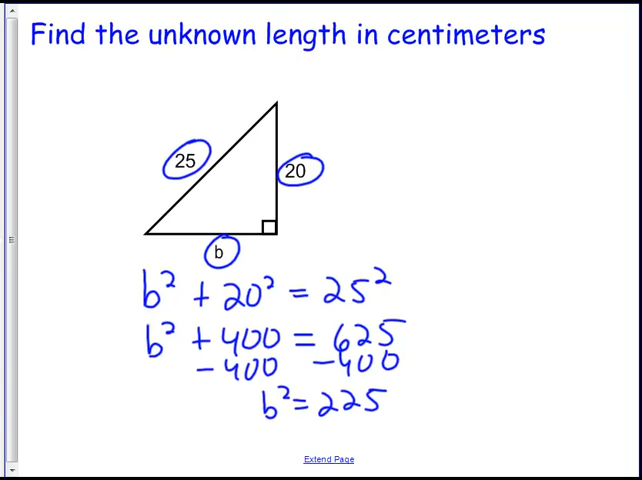 Find the unknown length in centimeters
25
20
b
b² + 20² = 25²
b² + 400 = 625
- 400 - 400
b² = 225
Extend Page